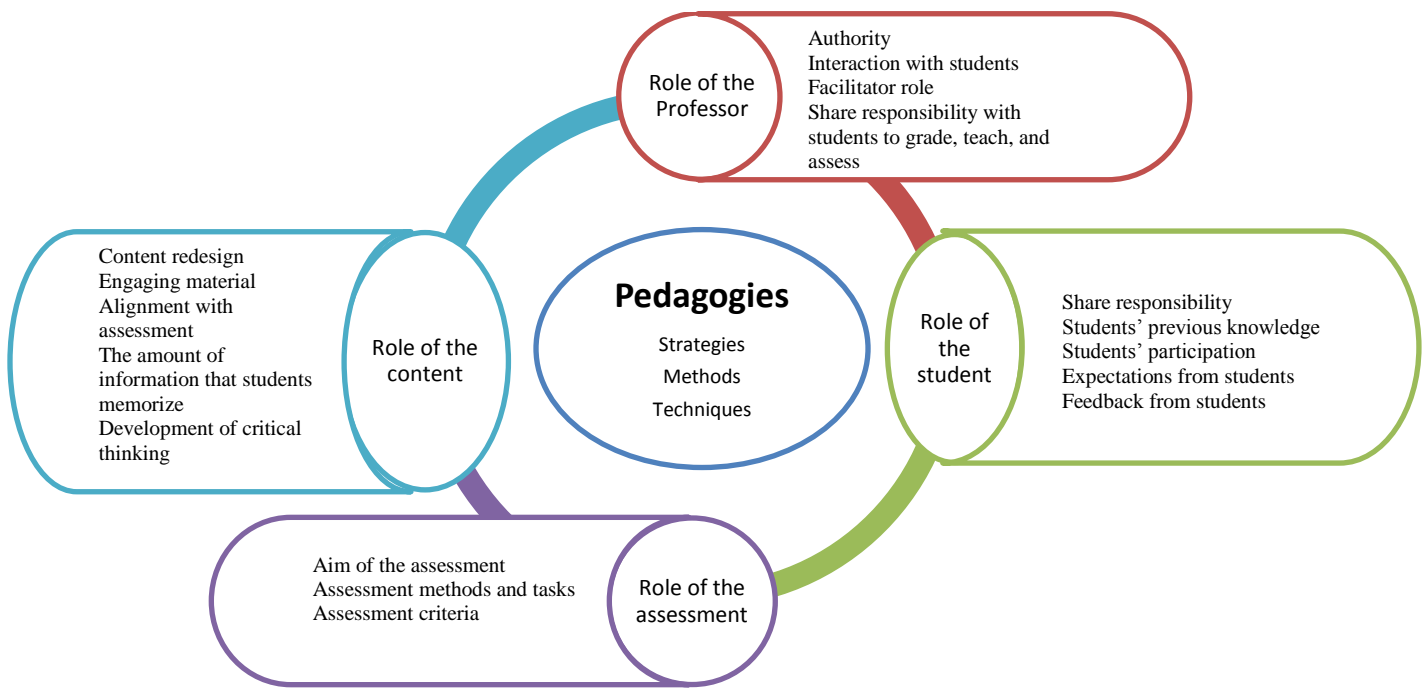 Role of the
Professor
Authority
Interaction with students
Facilitator role
Share responsibility with
students to grade, teach, and
assess
Content redesign
Engaging material
Alignment with
assessment
The amount of
information that students
memorize
Development of critical
thinking
Role of the
content
Pedagogies
Strategies
Methods
Techniques
Role of
the
student
Share responsibility
Students’ previous knowledge
Students’ participation
Expectations from students
Feedback from students
Aim of the assessment
Assessment methods and tasks
Assessment criteria
Role of the
assessment